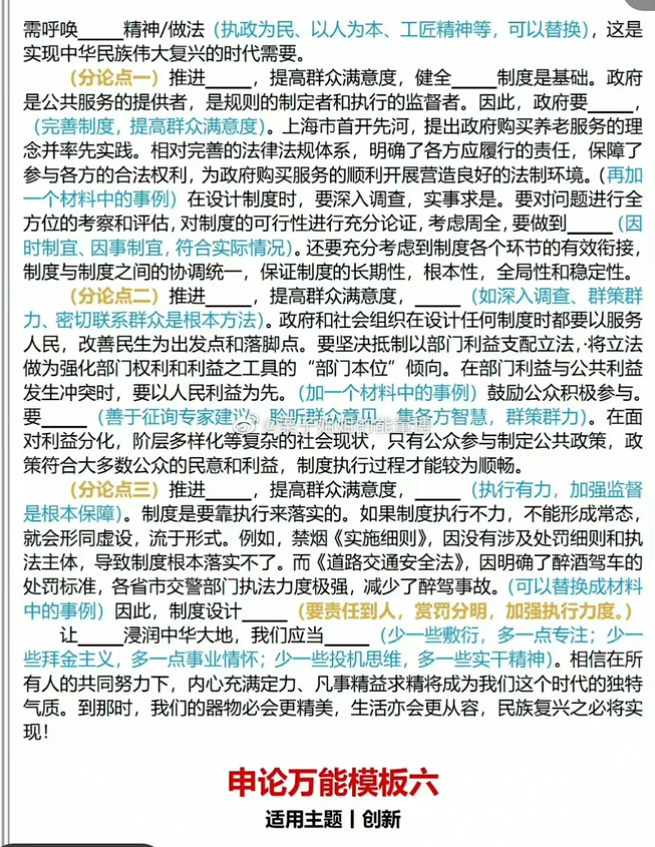 需呼唤_____精神/做法（执政为民、以人为本、工匠精神等，可以替换），这是
实现中华民族伟大复兴的时代需要。
（分论点一）推进_____，提高群众满意度，健全_____制度是基础。政府
是公共服务的提供者，是规则的制定者和执行的监督者。因此，政府要_____，
（完善制度，提高群众满意度）。上海市首开先河，提出政府购买养老服务的理
念并率先实践。相对完善的法律法规体系，明确了各方应履行的责任，保障了
参与各方的合法权利，为政府购买服务的顺利开展营造良好的法制环境。（再加
一个材料中的事例）在设计制度时，要深入调查，实事求是。要对问题进行全
方位的考察和评估，对制度的可行性进行充分论证，考虑周全，要做到_____（因
时制宜、因事制宜，符合实际情况）。还要充分考虑到制度各个环节的有效衔接，
制度与制度之间的协调统一，保证制度的长期性，根本性，全局性和稳定性。
（分论点二）推进_____，提高群众满意度，_____（如深入调查、群策群
力、密切联系群众是根本方法）。政府和社会组织在设计任何制度时都要以服务
人民，改善民生为出发点和落脚点。要坚决抵制以部门利益支配立法，·将立法
做为强化部门权利和利益之工具的“部门本位”倾向。在部门利益与公共利益
发生冲突时，要以人民利益为先。（加一个材料中的事例）鼓励公众积极参与。
要_____（善于征询专家建议，聆听群众意见，集各方智慧，群策群力）。在面
对利益分化，阶层多样化等复杂的社会现状，只有公众参与制定公共政策，政
策符合大多数公众的民意和利益，制度执行过程才能较为顺畅。
（分论点三）推进_____，提高群众满意度，_____（执行有力，加强监督
是根本保障）。制度是要靠执行来落实的。如果制度执行不力，不能形成常态，
就会形同虚设，流于形式。例如，禁烟《实施细则》，因没有涉及处罚细则和执
法主体，导致制度根本落实不了。而《道路交通安全法》，因明确了醉酒驾车的
处罚标准，各省市交警部门执法力度极强，减少了醉驾事故。（可以替换成材料
中的事例）因此，制度设计_____（要责任到人，赏罚分明，加强执行力度。）
让_____浸润中华大地，我们应当_____（少一些敷衍，多一点专注；少一
些拜金主义，多一点事业情怀；少一些投机思维，多一些实干精神）。相信在所
有人的共同努力下，内心充满定力、凡事精益求精将成为我们这个时代的独特
气质。到那时，我们的器物必会更精美，生活亦会更从容，民族复兴之必将实
现！
申论万能模板六
适用主题丨创新